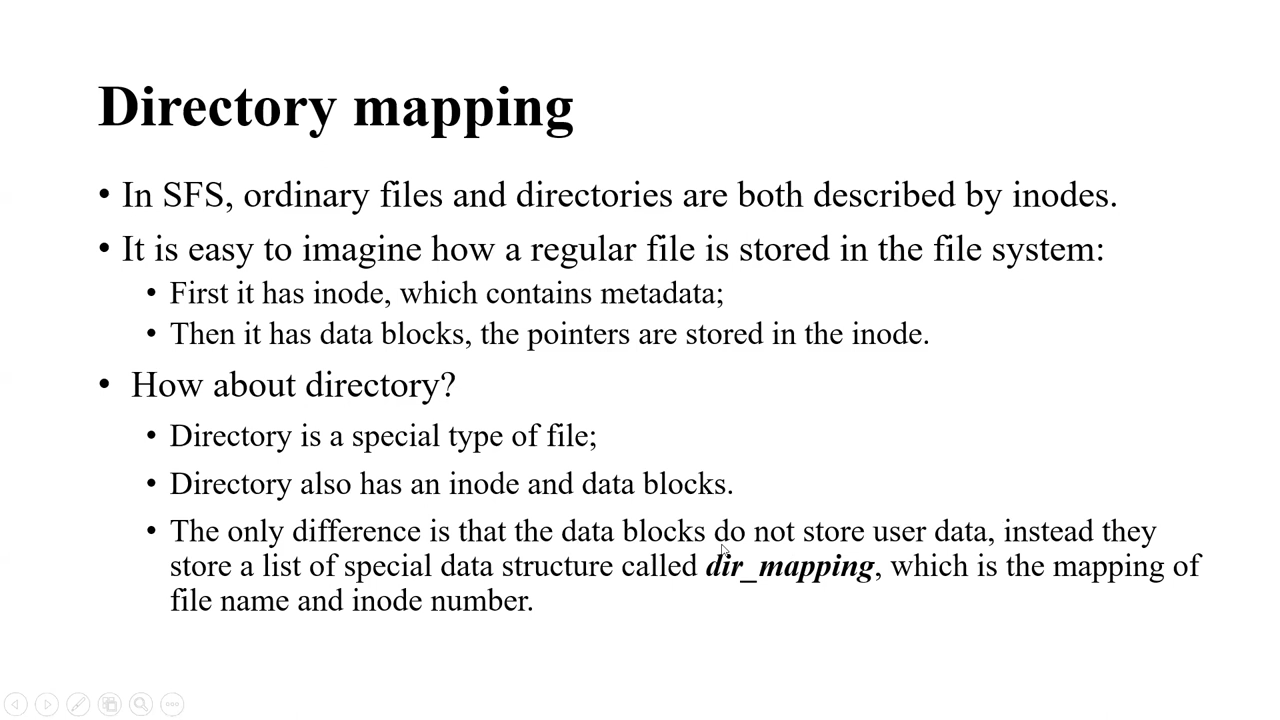 Directory mapping
• In SFS, ordinary files and directories are both described by inodes.
• It is easy to imagine how a regular file is stored in the file system:
• First it has inode, which contains metadata;
• Then it has data blocks, the pointers are stored in the inode.
• How about directory?
• Directory is a special type of file;
• Directory also has an inode and data blocks.
• The only difference is that the data blocks do not store user data, instead they
store a list of special data structure called dir_mapping, which is the mapping of
file name and inode number.